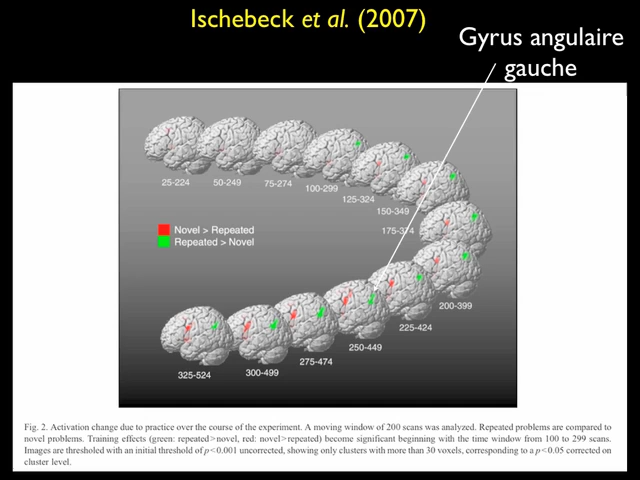 Ischebeck et al. (2007)
Gyrus angulaire
gauche
25-224
50-249
75-274
100-299
125-324
150-349
175-374
Novel > Repeated
Repeated > Novel
200-399
225-424
250-449
275-474
300-499
325-524
Fig. 2. Activation change due to practice over the course of the experiment. A moving window of 200 scans was analyzed. Repeated problems are compared to
novel problems. Training effects (green: repeated>novel, red: novel>repeated) become significant beginning with the time window from 100 to 299 scans.
Images are thresholded with an initial threshold of p<0.001 uncorrected, showing only clusters with more than 30 voxels, corresponding to a p<0.05 corrected on
cluster level.